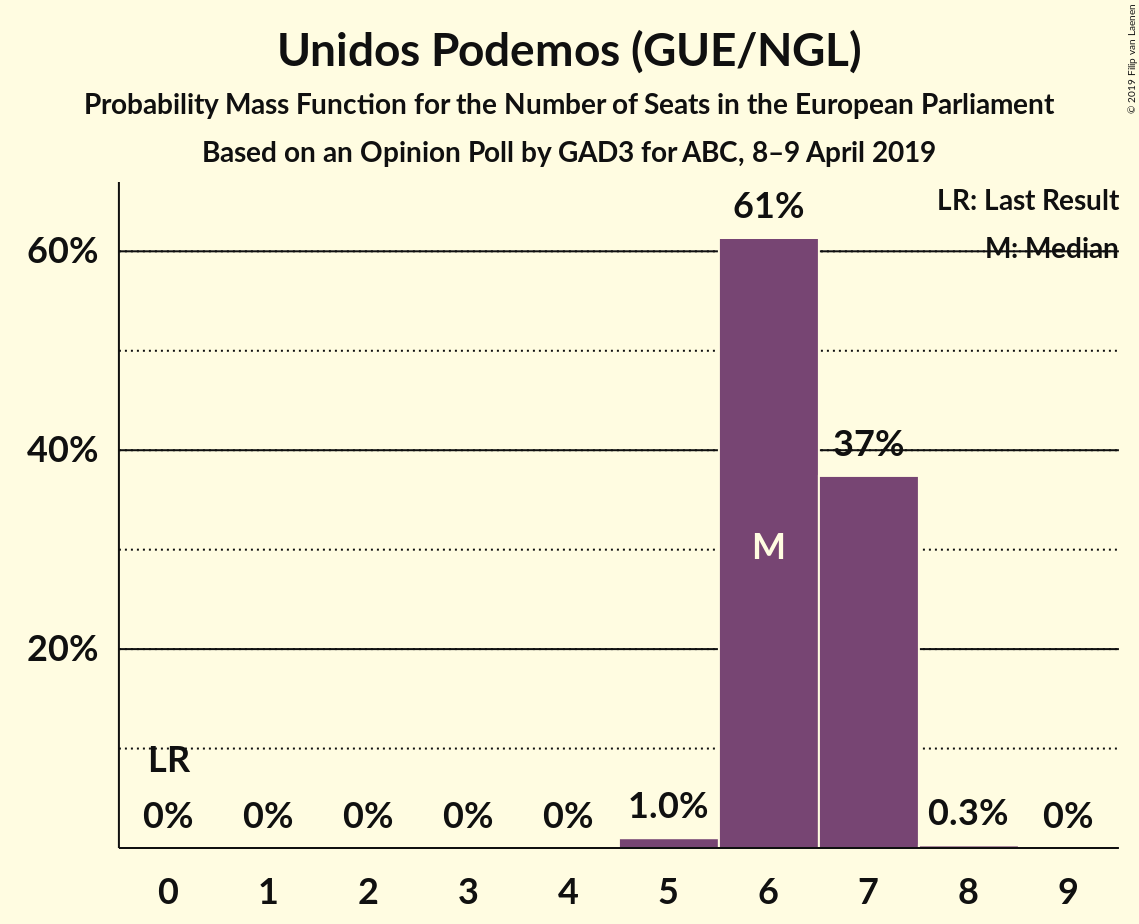 Unidos Podemos (GUE/NGL)
Probability Mass Function for the Number of Seats in the European Parliament
Based on an Opinion Poll by GAD3 for ABC, 8–9 April 2019
© 2019 Filip van Laenen
LR: Last Result
M: Median
61%
60%
37%
40%
M
20%
LR
0% 0% 0% 0% 0% 1.0% 0.3% 0%
0 1 2 3 4 5 6 7 8 9